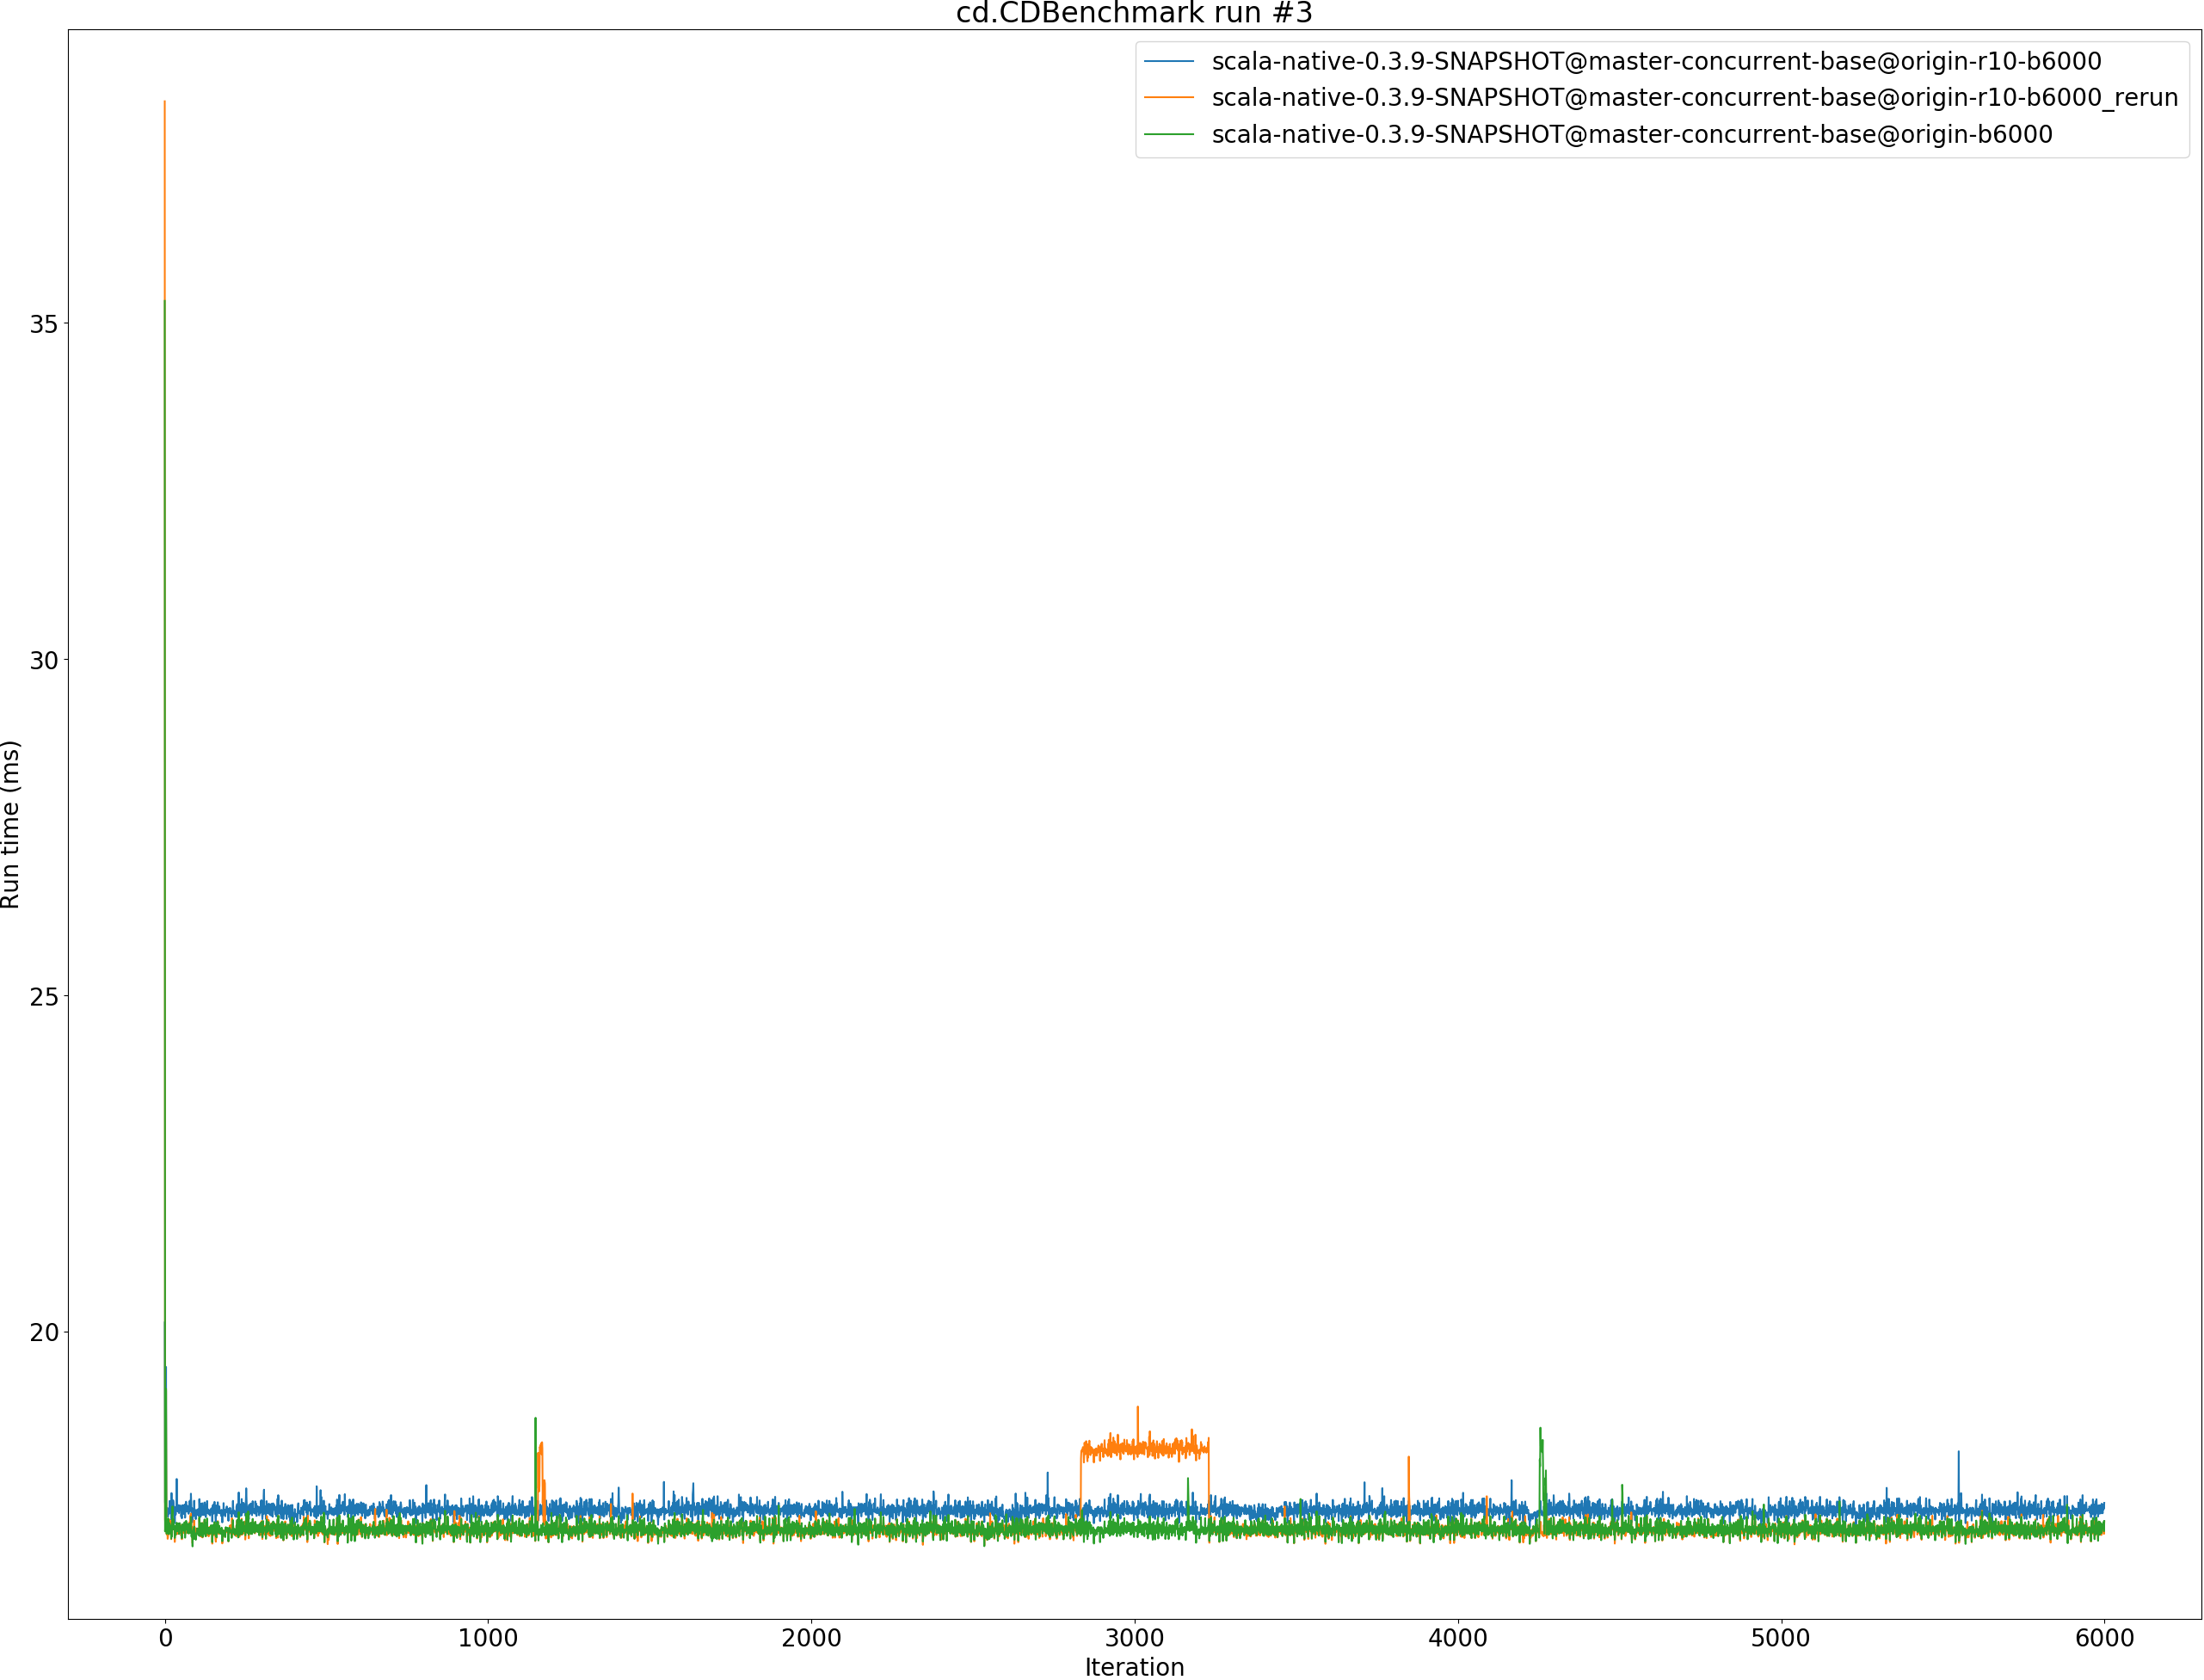 cd.CDBenchmark run #3
scala-native-0.3.9-SNAPSHOT@master-concurrent-base@origin-r10-b6000
scala-native-0.3.9-SNAPSHOT@master-concurrent-base@origin-r10-b6000_rerun
scala-native-0.3.9-SNAPSHOT@master-concurrent-base@origin-b6000
35
30
25
20
Run time (ms)
0 1000 2000 3000 4000 5000 6000
Iteration